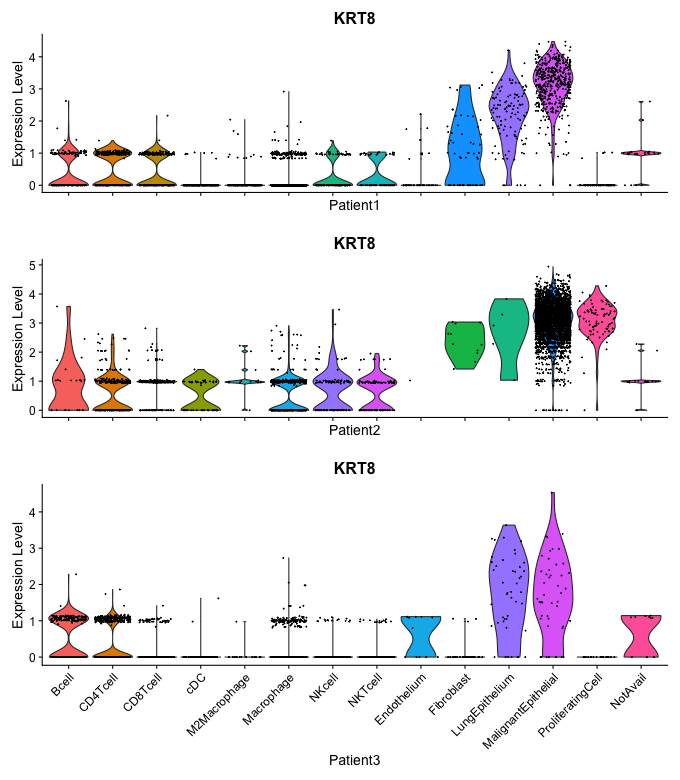 KRT8
Expression Level
4
3
2
1
0
Patient1
KRT8
Expression Level
5
4
3
2
1
0
Patient2
KRT8
Expression Level
4
3
2
1
0
Bcell
CD4Tcell
CD8Tcell
cDC
M2Macrophage
Macrophage
NKcell
NKTcell
Endothelium
Fibroblast
LungEpithelium
MalignantEpithelial
ProliferatingCell
NotAvail
Patient3